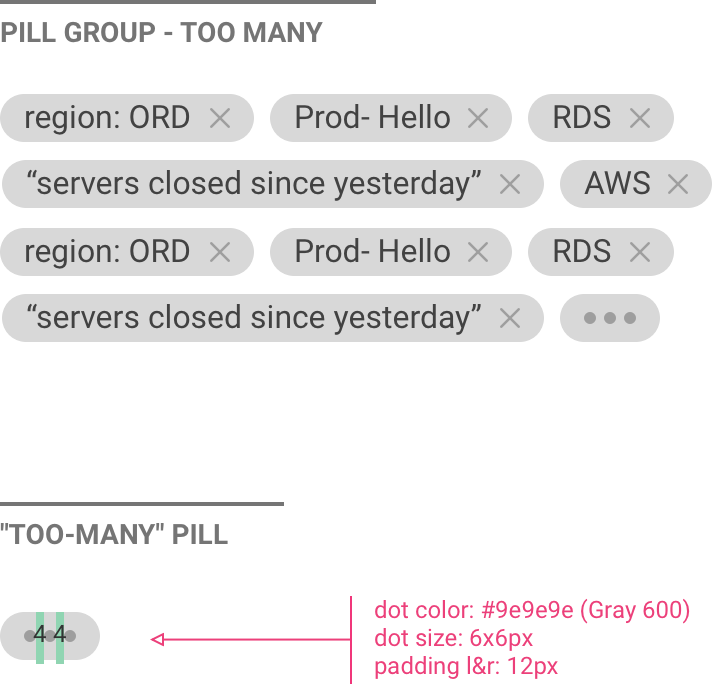 PILL GROUP - TOO MANY
region: ORD Prod- Hello RDS
“servers closed since yesterday” AWS
region: ORD Prod- Hello RDS
“servers closed since yesterday”
"TOO-MANY" PILL
4 4
dot color: #9e9e9e (Gray 600)
dot size: 6x6px
padding l&r: 12px